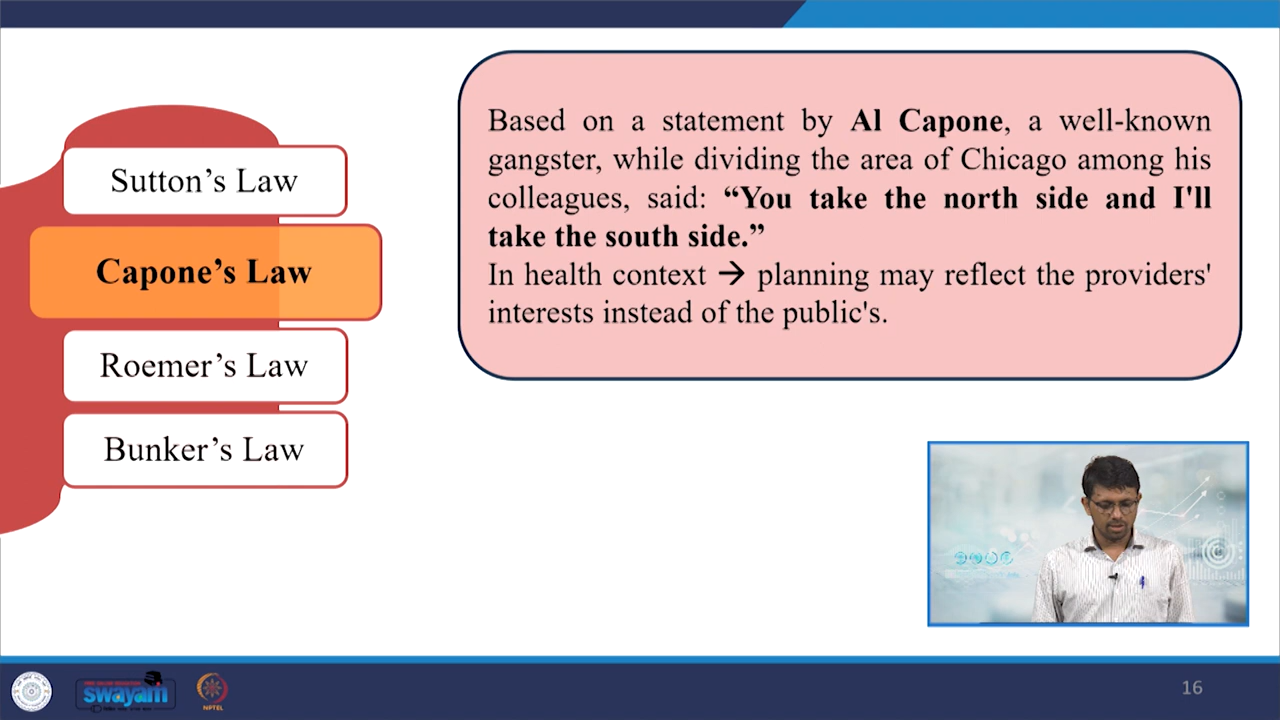 Sutton’s Law
Capone’s Law
Roemer’s Law
Bunker’s Law
Based on a statement by Al Capone, a well-known
gangster, while dividing the area of Chicago among his
colleagues, said: “You take the north side and I'll
take the south side.”
In health context → planning may reflect the providers'
interests instead of the public's.
swayam
NPTEL
16